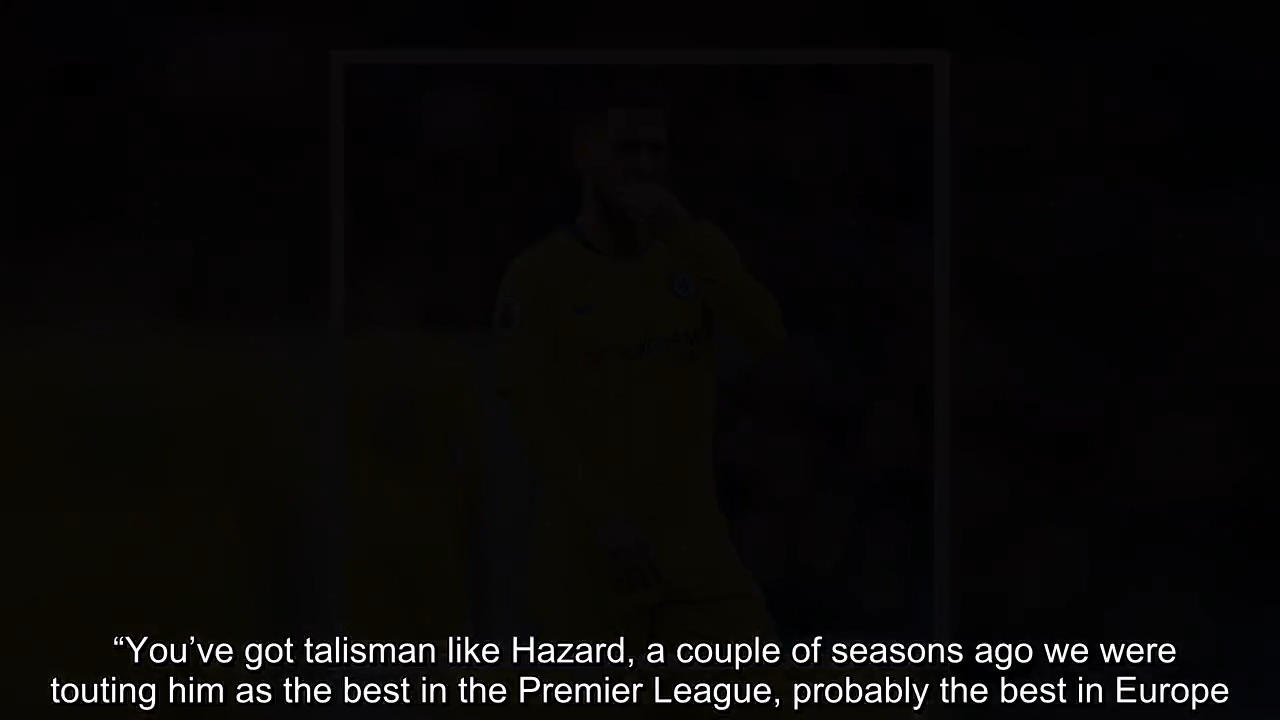 “You’ve got talisman like Hazard, a couple of seasons ago we were
touting him as the best in the Premier League, probably the best in Europe